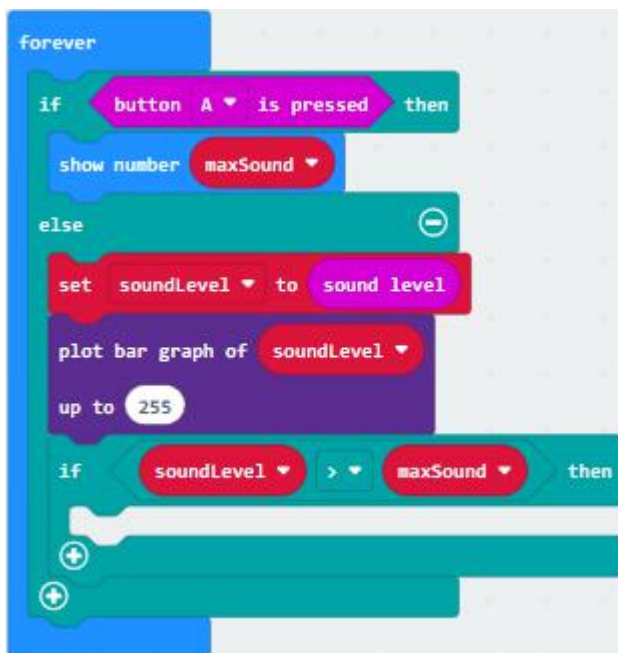 forever
if button A is pressed then
show number maxSound
else
set soundLevel to sound level
plot bar graph of soundLevel
up to 255
if soundLevel > maxSound then